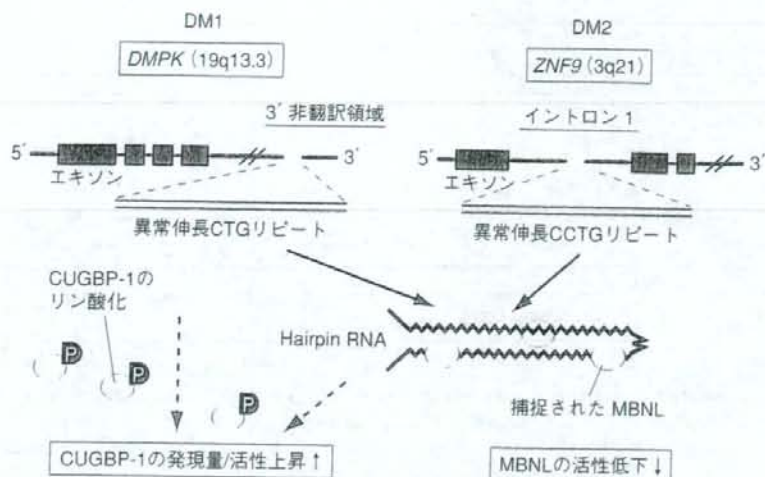 DM1
DMPK (19q13.3)
3´ 非翻訳領域
5´
3´
エキソン
異常伸長CTGリピート
DM2
ZNF9 (3q21)
イントロン 1
5´
3´
エキソン
異常伸長CCTGリピート
CUGBP-1の
リン酸化
P
P
P
Hairpin RNA
捕捉された MBNL
CUGBP-1の発現量/活性上昇↑
MBNLの活性低下↓